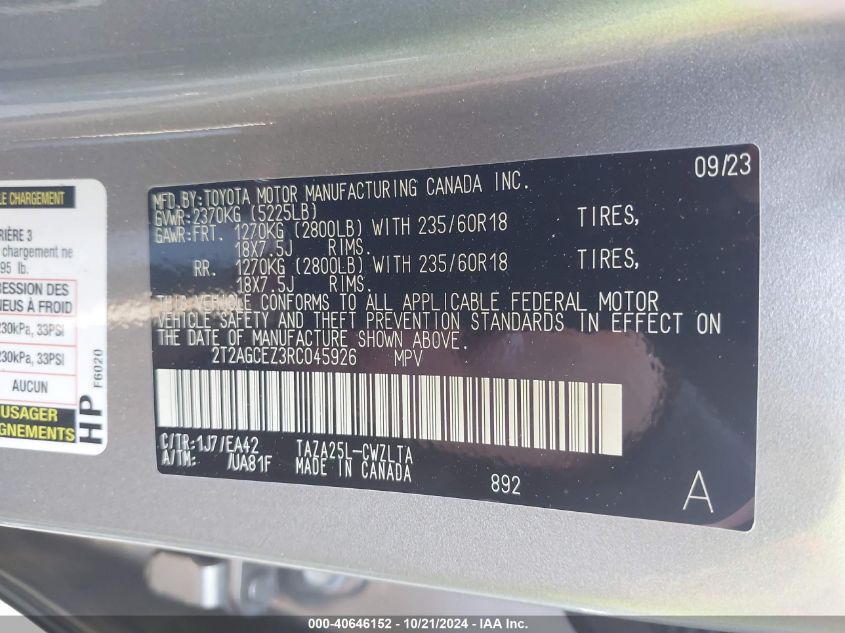 LE CHARGEMENT
RIÈRE 3
chargement ne
95 lb.
RESSION DES
NEUS À FROID
230kPa, 33PSI
230kPa, 33PSI
AUCUN
USAGER
GNEMENTS
HP
F6020
09/23
MFD.BY:TOYOTA MOTOR MANUFACTURING CANADA INC.
GVWR:2370KG (5225LB)
GAWR:FRT. 1270KG (2800LB) WITH 235/60R18 TIRES,
18X7.5J RIMS.
RR. 1270KG (2800LB) WITH 235/60R18 TIRES,
18X7.5J RIMS.
THIS VEHICLE CONFORMS TO ALL APPLICABLE FEDERAL MOTOR
VEHICLE SAFETY AND THEFT PREVENTION STANDARDS IN EFFECT ON
THE DATE OF MANUFACTURE SHOWN ABOVE.
2T2AGCEZ3RC045926 MPV
C/TR:1J7/EA42 TAZA25L-CWZLTA
A/TM: /UA81F MADE IN CANADA
892
A
000-40646152 - 10/21/2024 - IAA Inc.